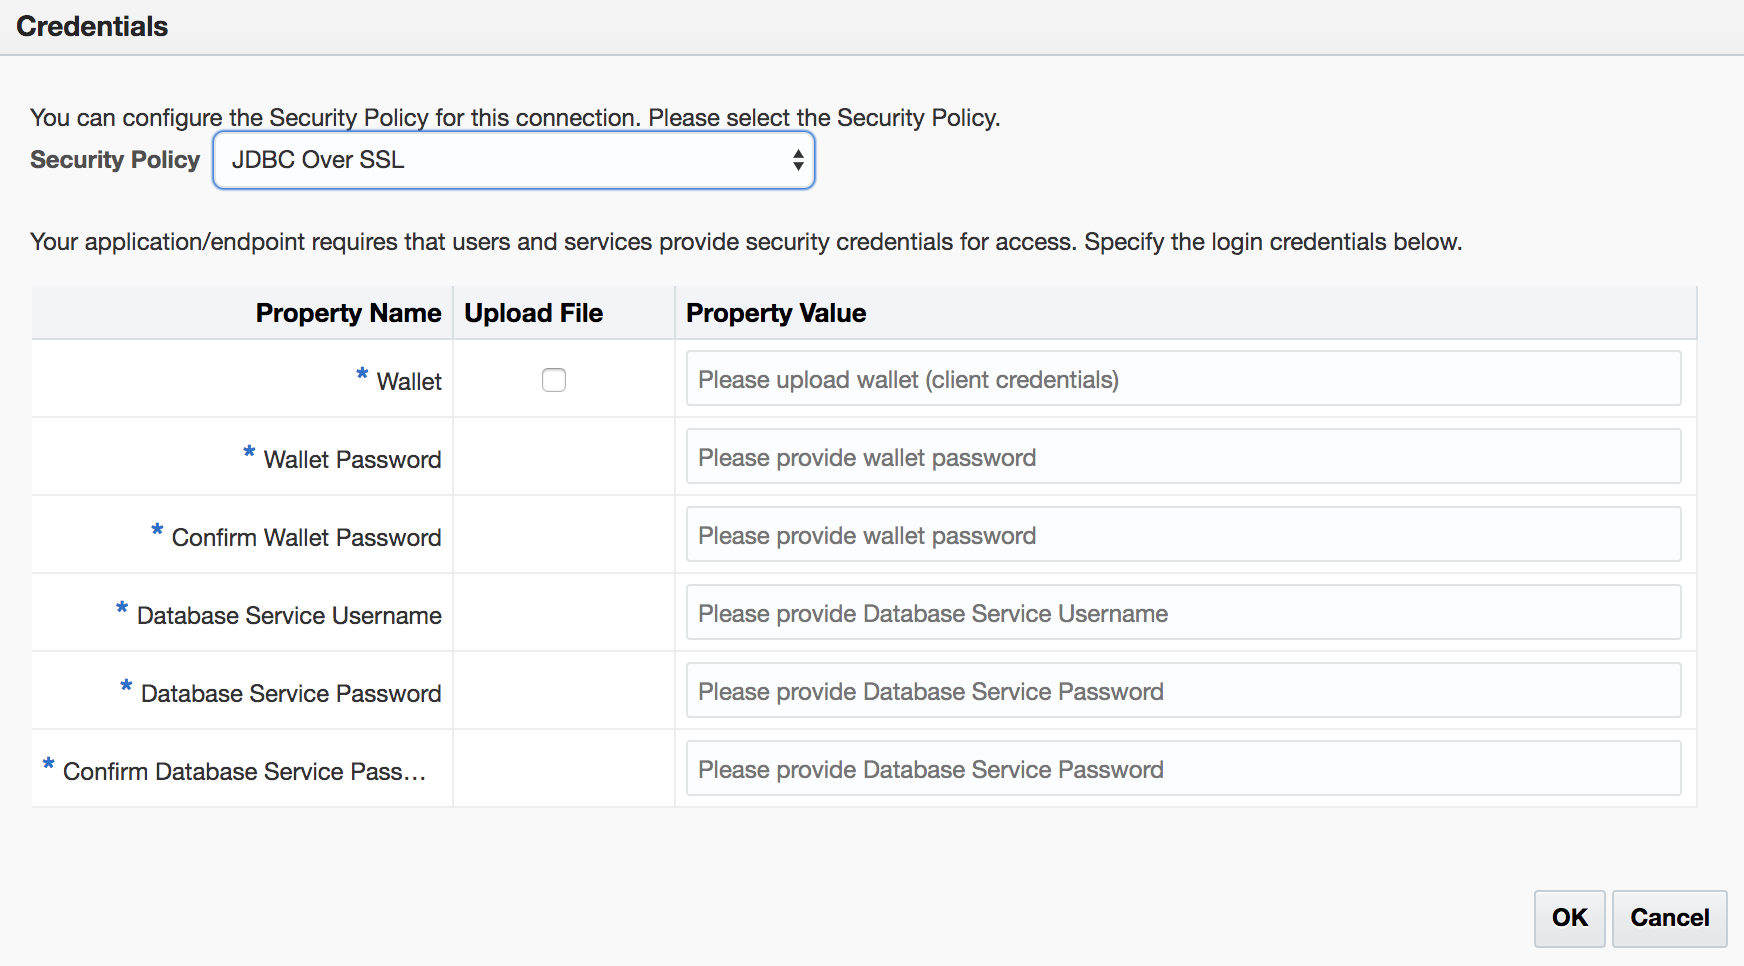 Credentials
You can configure the Security Policy for this connection. Please select the Security Policy.
Security Policy JDBC Over SSL
Your application/endpoint requires that users and services provide security credentials for access. Specify the login credentials below.
Property Name Upload File Property Value
* Wallet Please upload wallet (client credentials)
* Wallet Password Please provide wallet password
* Confirm Wallet Password Please provide wallet password
* Database Service Username Please provide Database Service Username
* Database Service Password Please provide Database Service Password
* Confirm Database Service Pass... Please provide Database Service Password
OK Cancel